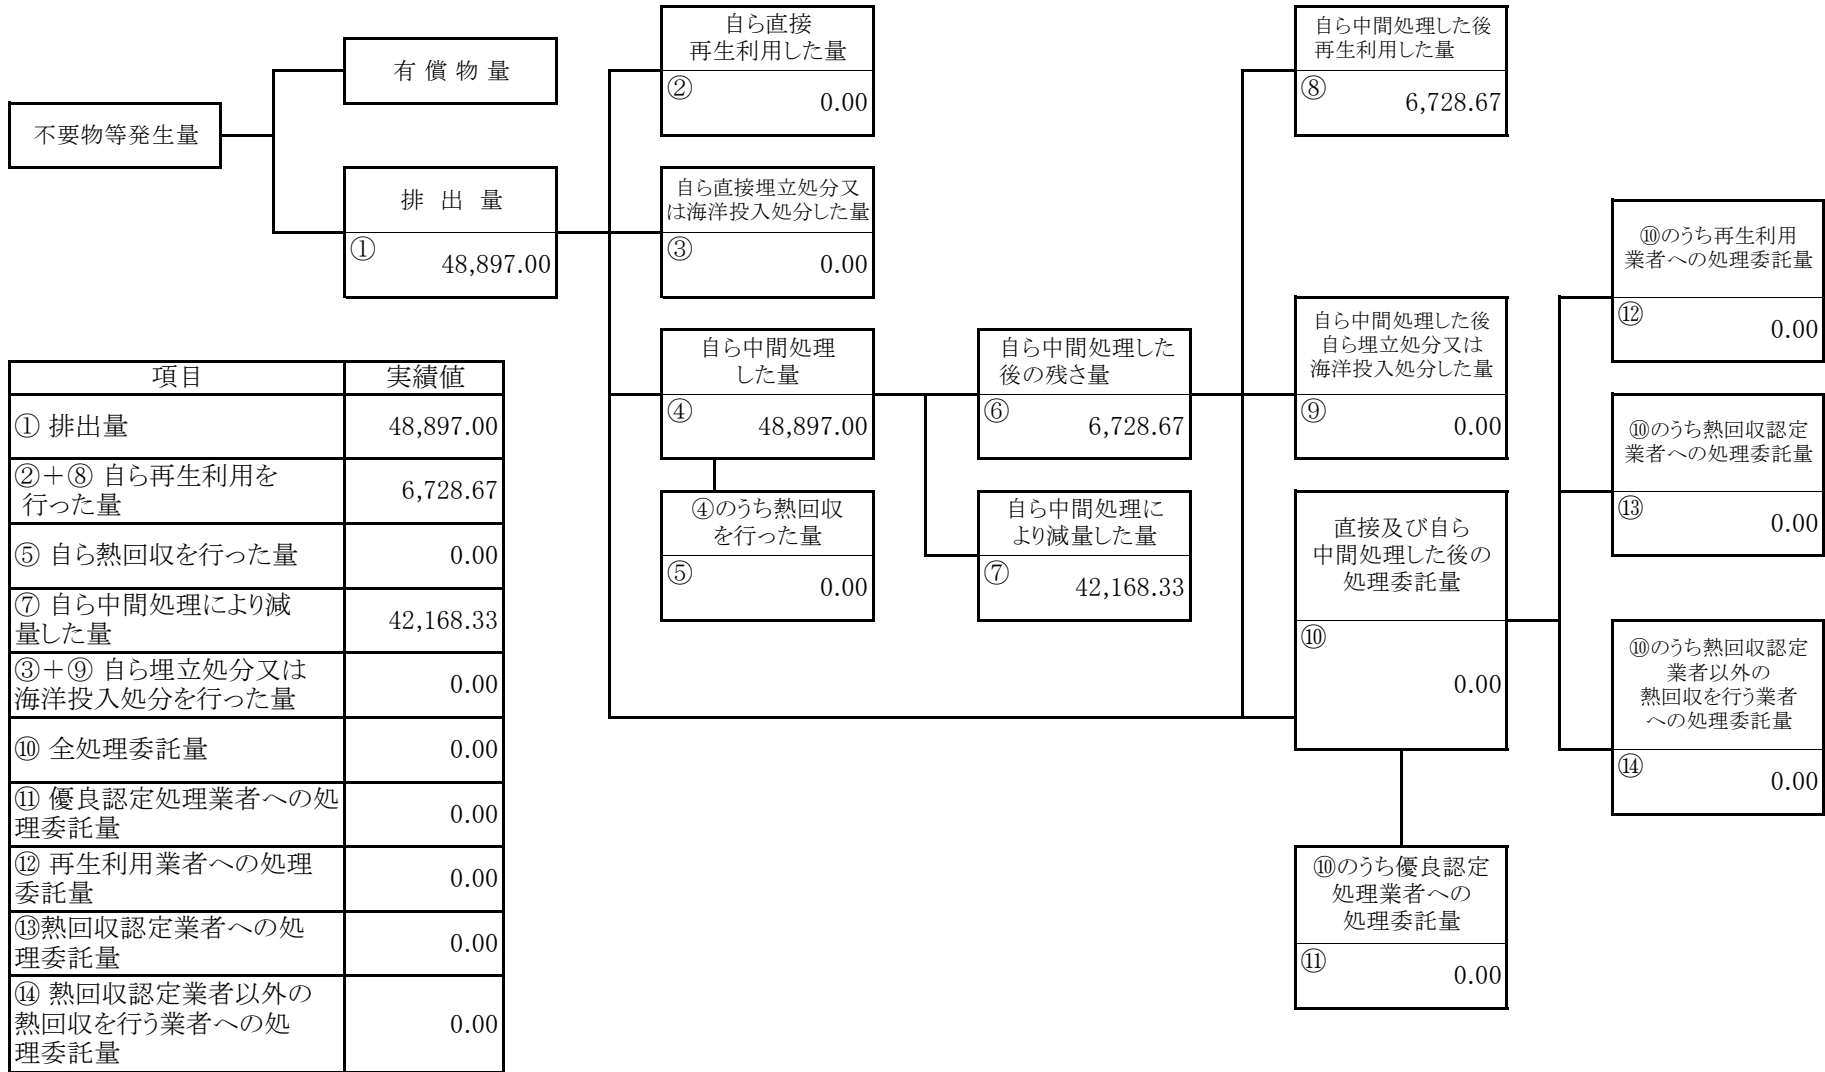 不要物等発生量
有 償 物 量
排 出 量
①
48,897.00
自ら直接
再生利用した量
②
0.00
自ら直接埋立処分又
は海洋投入処分した量
③
0.00
自ら中間処理
した量
④
48,897.00
④のうち熱回収
を行った量
⑤
0.00
自ら中間処理した
後の残さ量
⑥
6,728.67
自ら中間処理に
より減量した量
⑦
42,168.33
自ら中間処理した後
再生利用した量
⑧
6,728.67
自ら中間処理した後
自ら埋立処分又は
海洋投入処分した量
⑨
0.00
直接及び自ら
中間処理した後の
処理委託量
⑩
0.00
⑩のうち優良認定
処理業者への
処理委託量
⑪
0.00
⑩のうち再生利用
業者への処理委託量
⑫
0.00
⑩のうち熱回収認定
業者への処理委託量
⑬
0.00
⑩のうち熱回収認定
業者以外の
熱回収を行う業者
への処理委託量
⑭
0.00
項目 実績値
① 排出量 48,897.00
②+⑧ 自ら再生利用を
行った量
6,728.67
⑤ 自ら熱回収を行った量 0.00
⑦ 自ら中間処理により減
量した量
42,168.33
③+⑨ 自ら埋立処分又は
海洋投入処分を行った量
0.00
⑩ 全処理委託量 0.00
⑪ 優良認定処理業者への処
理委託量
0.00
⑫ 再生利用業者への処理
委託量
0.00
⑬熱回収認定業者への処
理委託量
0.00
⑭ 熱回収認定業者以外の
熱回収を行う業者への処
理委託量
0.00